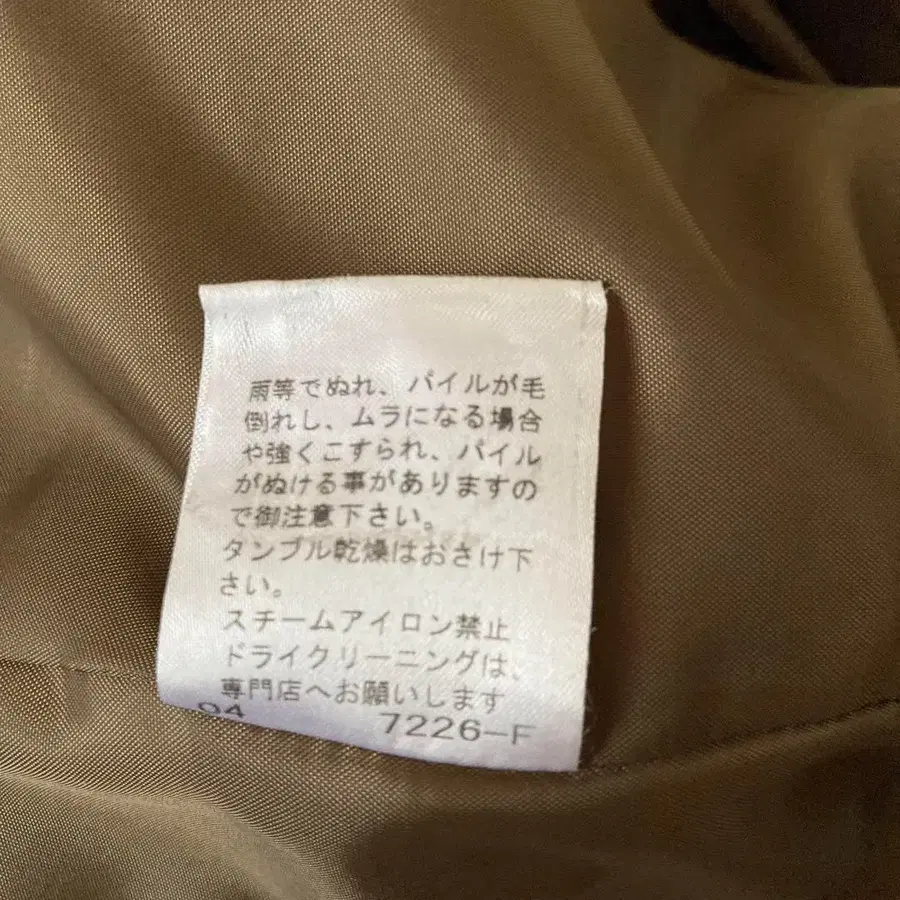 雨等でぬれ、パイルが毛
倒れし、ムラになる場合
や強くこすられ、パイル
がぬける事がありますの
で御注意下さい。
タンブル乾燥はおさけ下
さい。
スチームアイロン禁止
ドライクリーニングは、
専門店へお願いします
04 7226-F